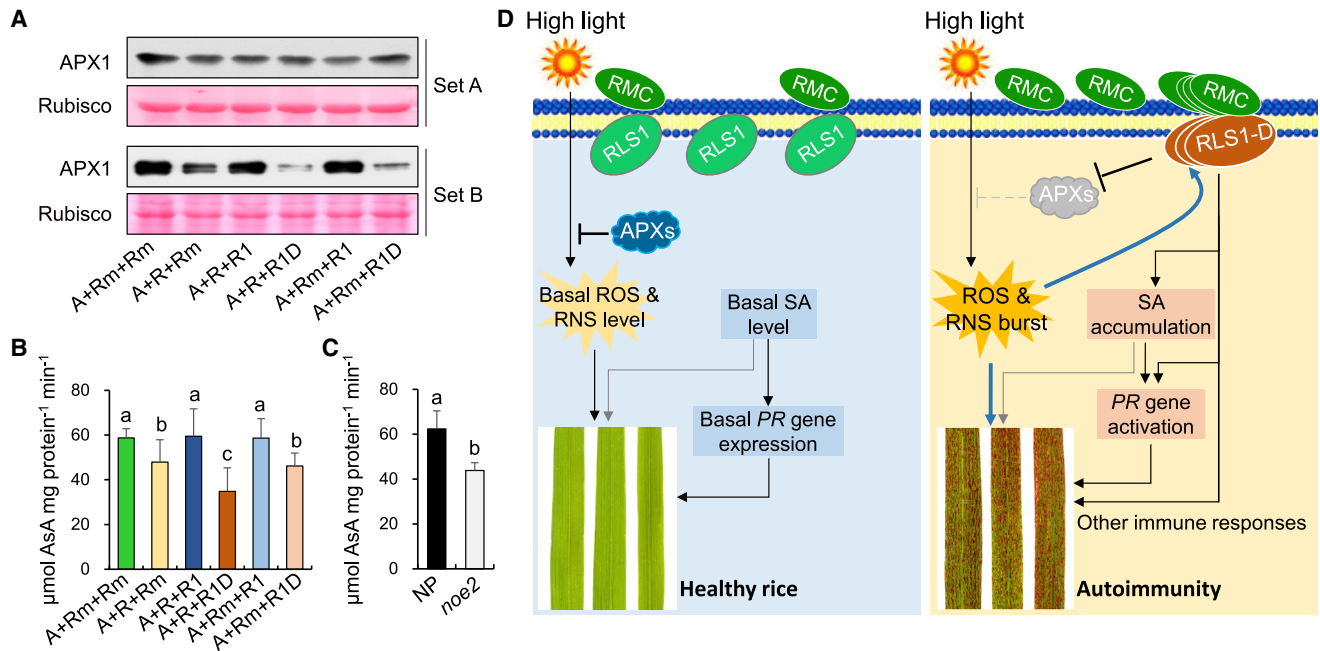 A
APX1
Rubisco
Set A
APX1
Rubisco
Set B
A+Rm+Rm
A+R+Rm
A+R+R1
A+R+R1D
A+Rm+R1
A+Rm+R1D
B
µmol AsA mg protein⁻¹ min⁻¹
80
60
40
20
0
a
b
a
c
a
b
A+Rm+Rm
A+R+Rm
A+R+R1
A+R+R1D
A+Rm+R1
A+Rm+R1D
C
µmol AsA mg protein⁻¹ min⁻¹
80
60
40
20
0
a
b
NP
noe2
D
High light
RMC
RMC
RLS1
RLS1
RLS1
APXs
Basal ROS &
RNS level
Basal SA
level
Basal PR gene
expression
Healthy rice
High light
RMC
RMC
RMC
RLS1-D
APXs
ROS &
RNS burst
SA
accumulation
PR gene
activation
Other immune responses
Autoimmunity